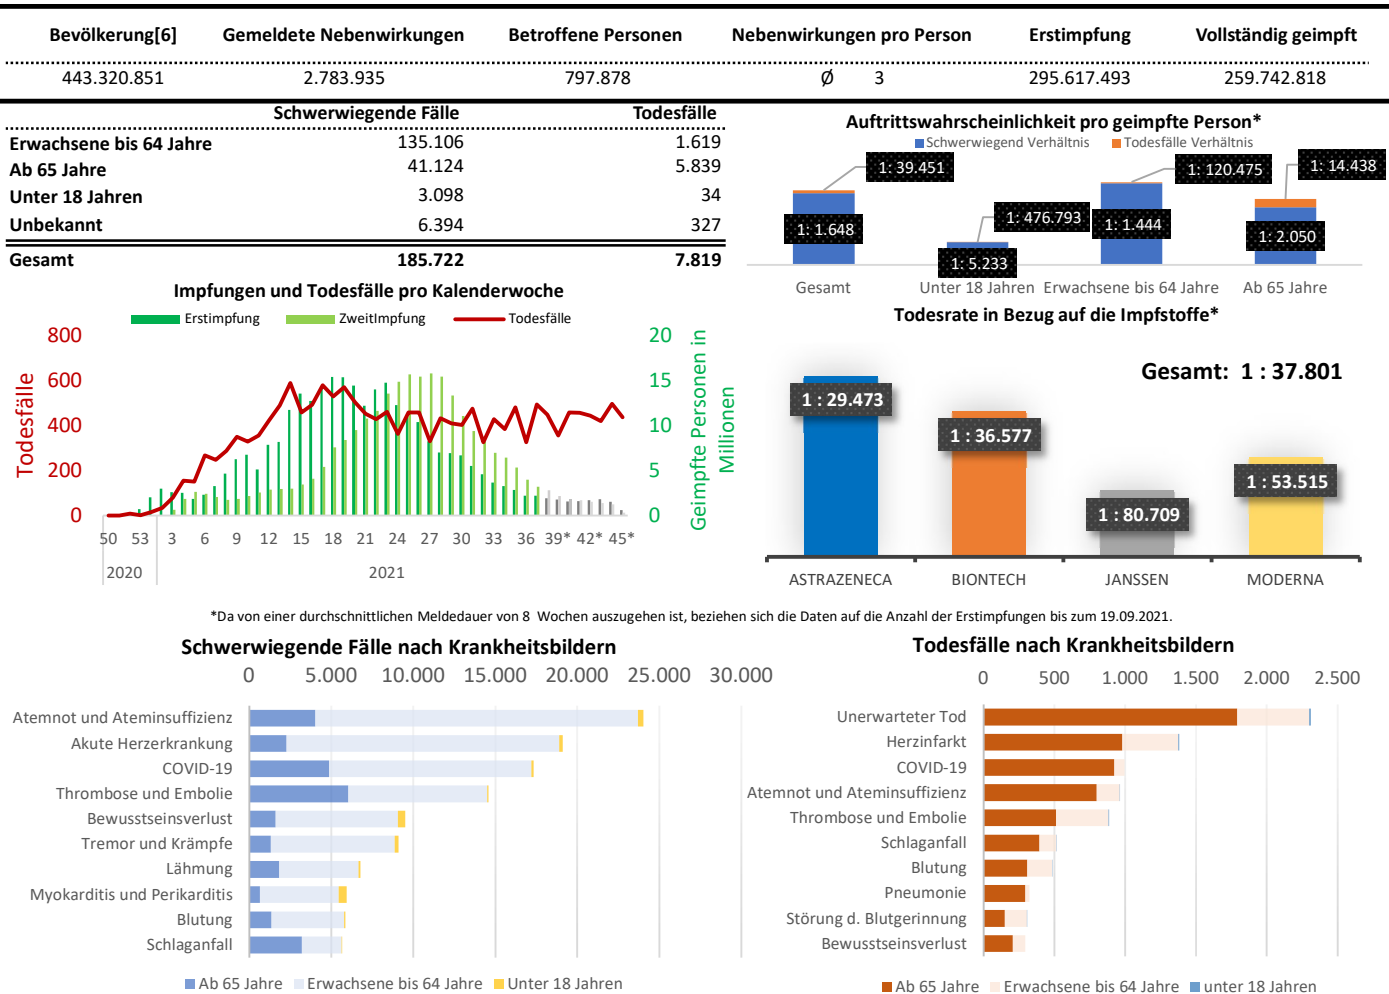 Bevölkerung[6] Gemeldete Nebenwirkungen Betroffene Personen Nebenwirkungen pro Person Erstimpfung Vollständig geimpft
443.320.851 2.783.935 797.878 Ø 3 295.617.493 259.742.818
Schwerwiegende Fälle Todesfälle
Erwachsene bis 64 Jahre 135.106 1.619
Ab 65 Jahre 41.124 5.839
Unter 18 Jahren 3.098 34
Unbekannt 6.394 327
Gesamt 185.722 7.819
Auftrittswahrscheinlichkeit pro geimpfte Person*
Schwerwiegend Verhältnis Todesfälle Verhältnis
1: 39.451 1: 120.475 1: 14.438
1: 476.793
1: 1.648 1: 1.444 1: 2.050
1: 5.233
Gesamt Unter 18 Jahren Erwachsene bis 64 Jahre Ab 65 Jahre
Impfungen und Todesfälle pro Kalenderwoche
Erstimpfung ZweitImpfung Todesfälle
Todesfälle
800
600
400
200
0
20
15
10
5
0
Geimpfte Personen in
Millionen
50 53 3 6 9 12 15 18 21 24 27 30 33 36 39* 42* 45*
2020 2021
Todesrate in Bezug auf die Impfstoffe*
Gesamt: 1 : 37.801
1 : 29.473
1 : 36.577
1 : 80.709
1 : 53.515
ASTRAZENECA BIONTECH JANSSEN MODERNA
*Da von einer durchschnittlichen Meldedauer von 8 Wochen auszugehen ist, beziehen sich die Daten auf die Anzahl der Erstimpfungen bis zum 19.09.2021.
Schwerwiegende Fälle nach Krankheitsbildern
0 5.000 10.000 15.000 20.000 25.000 30.000
Atemnot und Ateminsuffizienz
Akute Herzerkrankung
COVID-19
Thrombose und Embolie
Bewusstseinsverlust
Tremor und Krämpfe
Lähmung
Myokarditis und Perikarditis
Blutung
Schlaganfall
Ab 65 Jahre Erwachsene bis 64 Jahre Unter 18 Jahren
Todesfälle nach Krankheitsbildern
0 500 1.000 1.500 2.000 2.500
Unerwarteter Tod
Herzinfarkt
COVID-19
Atemnot und Ateminsuffizienz
Thrombose und Embolie
Schlaganfall
Blutung
Pneumonie
Störung d. Blutgerinnung
Bewusstseinsverlust
Ab 65 Jahre Erwachsene bis 64 Jahre unter 18 Jahren